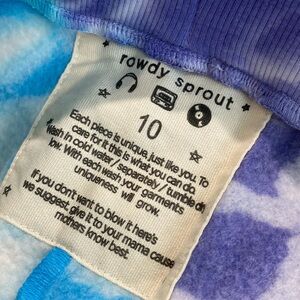 rowdy sprout
10
Each piece is unique, just like you. To
care for it this is what you can do.
Wash in cold water / separately / tumble dry
low. With each wash your garments
uniqueness will grow.
If you don't want to blow it here's
we suggest, give it to your mama cause
mothers know best.